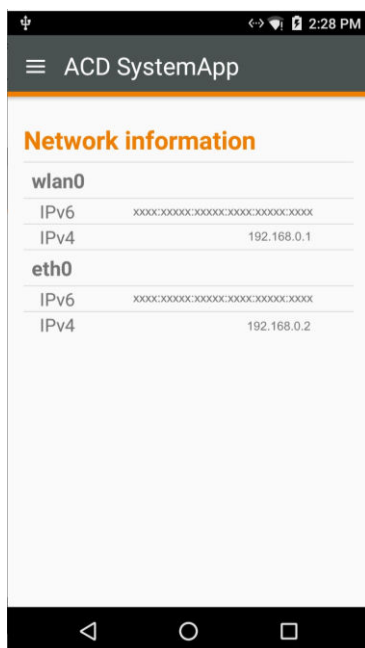 2:28 PM
ACD SystemApp
Network information
wlan0
IPv6 xxxx:xxxxx:xxxxx:xxxx:xxxxx:xxxx
IPv4 192.168.0.1
eth0
IPv6 xxxx:xxxxx:xxxxx:xxxx:xxxxx:xxxx
IPv4 192.168.0.2